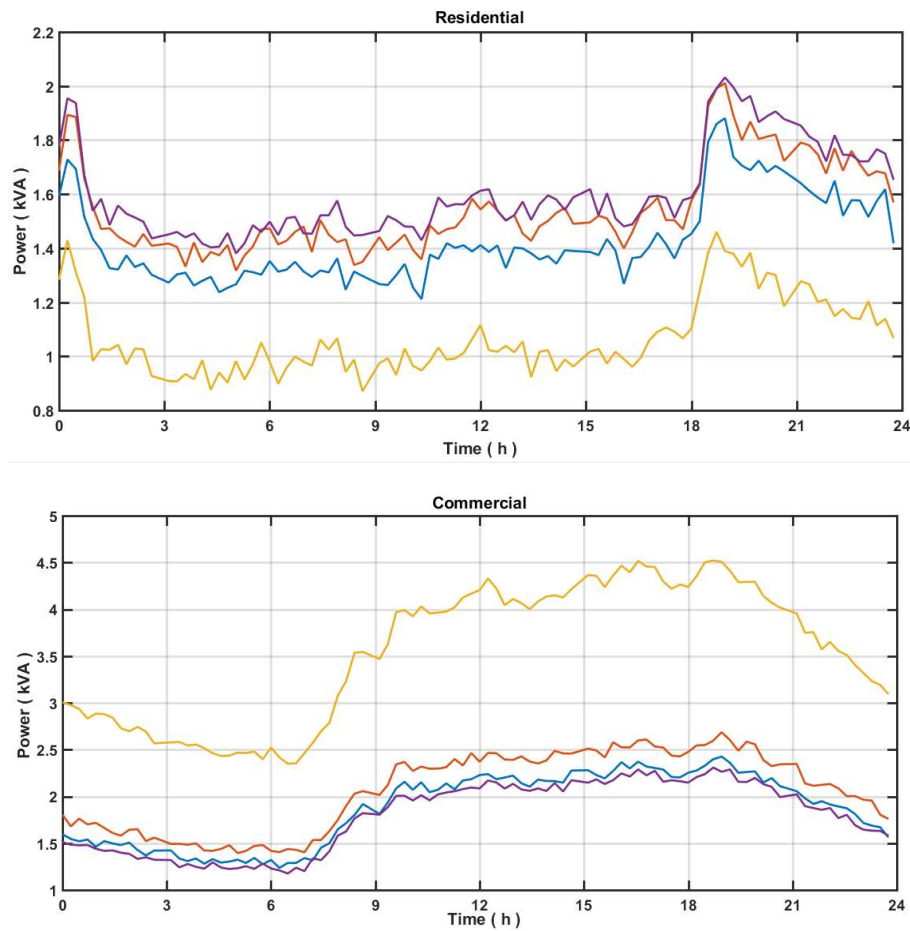 Residential
2.2
2
1.8
1.6
1.4
1.2
1
0.8
Power ( kVA )
0 3 6 9 12 15 18 21 24
Time ( h )
Commercial
5
4.5
4
3.5
3
2.5
2
1.5
1
Power ( kVA )
0 3 6 9 12 15 18 21 24
Time ( h )